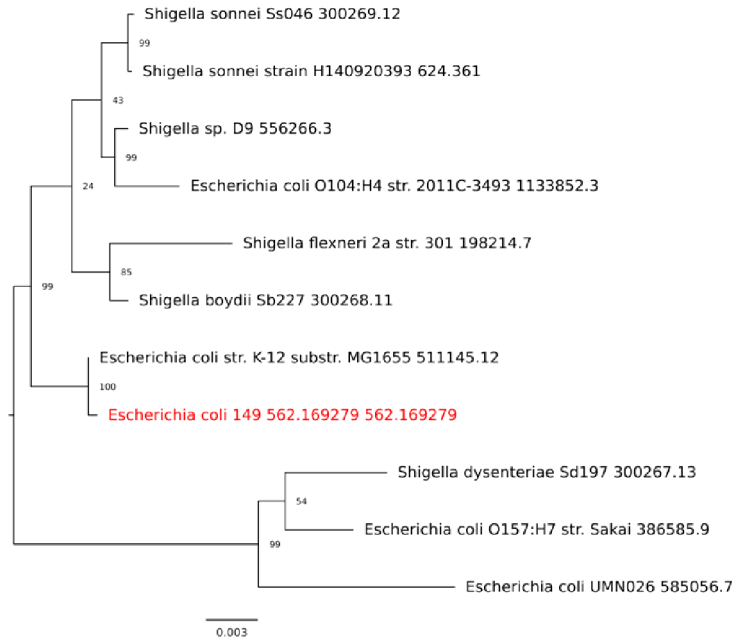 Shigella sonnei Ss046 300269.12
99
Shigella sonnei strain H140920393 624.361
43
Shigella sp. D9 556266.3
99
24
Escherichia coli O104:H4 str. 2011C-3493 1133852.3
Shigella flexneri 2a str. 301 198214.7
85
99
Shigella boydii Sb227 300268.11
Escherichia coli str. K-12 substr. MG1655 511145.12
100
Escherichia coli 149 562.169279 562.169279
Shigella dysenteriae Sd197 300267.13
54
Escherichia coli O157:H7 str. Sakai 386585.9
99
Escherichia coli UMN026 585056.7
0.003